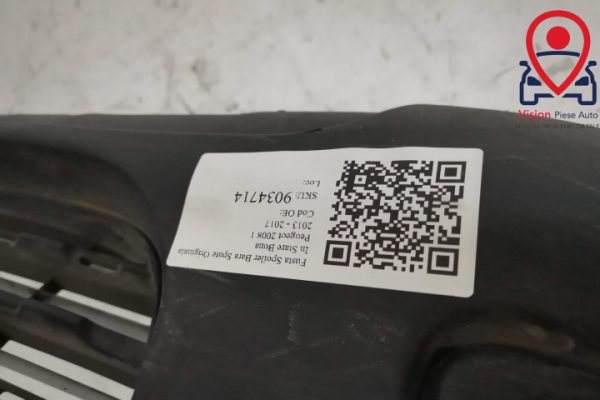 Fusta Spoiler Bara Spate Originala
In Stare Buna
Peugeot 2008 1
2013 - 2017
Cod OE:
SKU: 9034714
Loc:
Vision Piese Auto